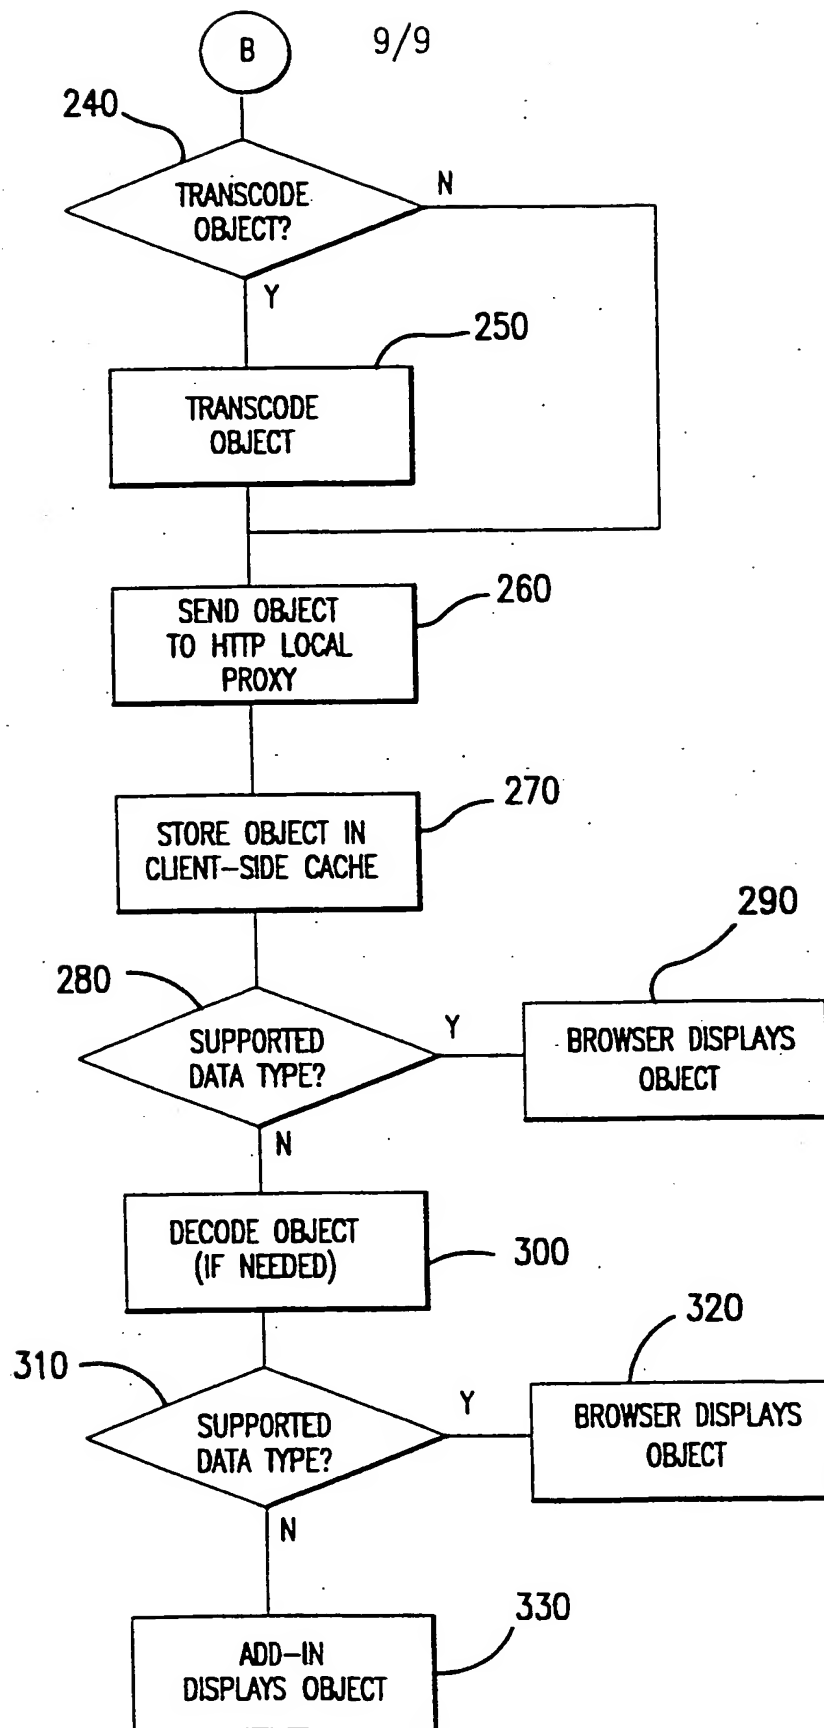 B
9/9
240
TRANSCODE
OBJECT?
N
Y
250
TRANSCODE
OBJECT
260
SEND OBJECT
TO HTTP LOCAL
PROXY
270
STORE OBJECT IN
CLIENT-SIDE CACHE
290
280
SUPPORTED
DATA TYPE?
Y
BROWSER DISPLAYS
OBJECT
N
DECODE OBJECT
(IF NEEDED)
300
320
310
SUPPORTED
DATA TYPE?
Y
BROWSER DISPLAYS
OBJECT
N
330
ADD-IN
DISPLAYS OBJECT